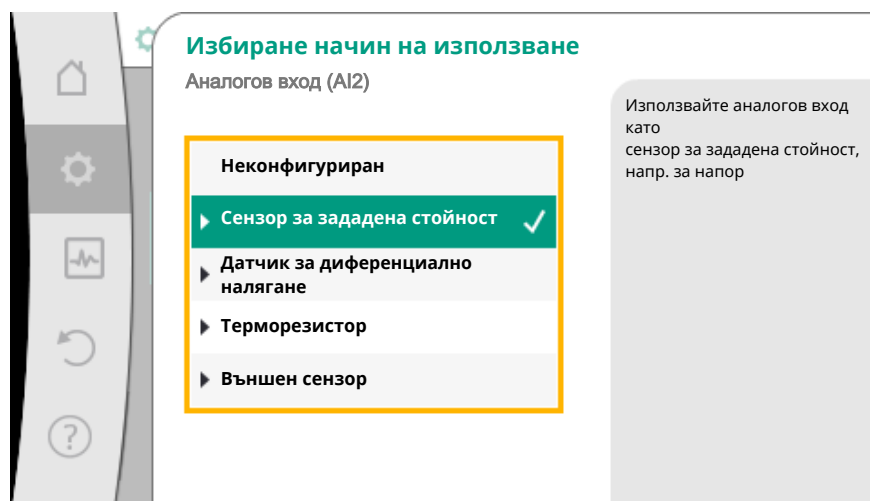 Избиране начин на използване
Аналогов вход (AI2)
Неконфигуриран
Сензор за зададена стойност
Датчик за диференциално
налягане
Терморезистор
Външен сензор
Използвайте аналогов вход
като
сензор за зададена стойност,
напр. за напор
?